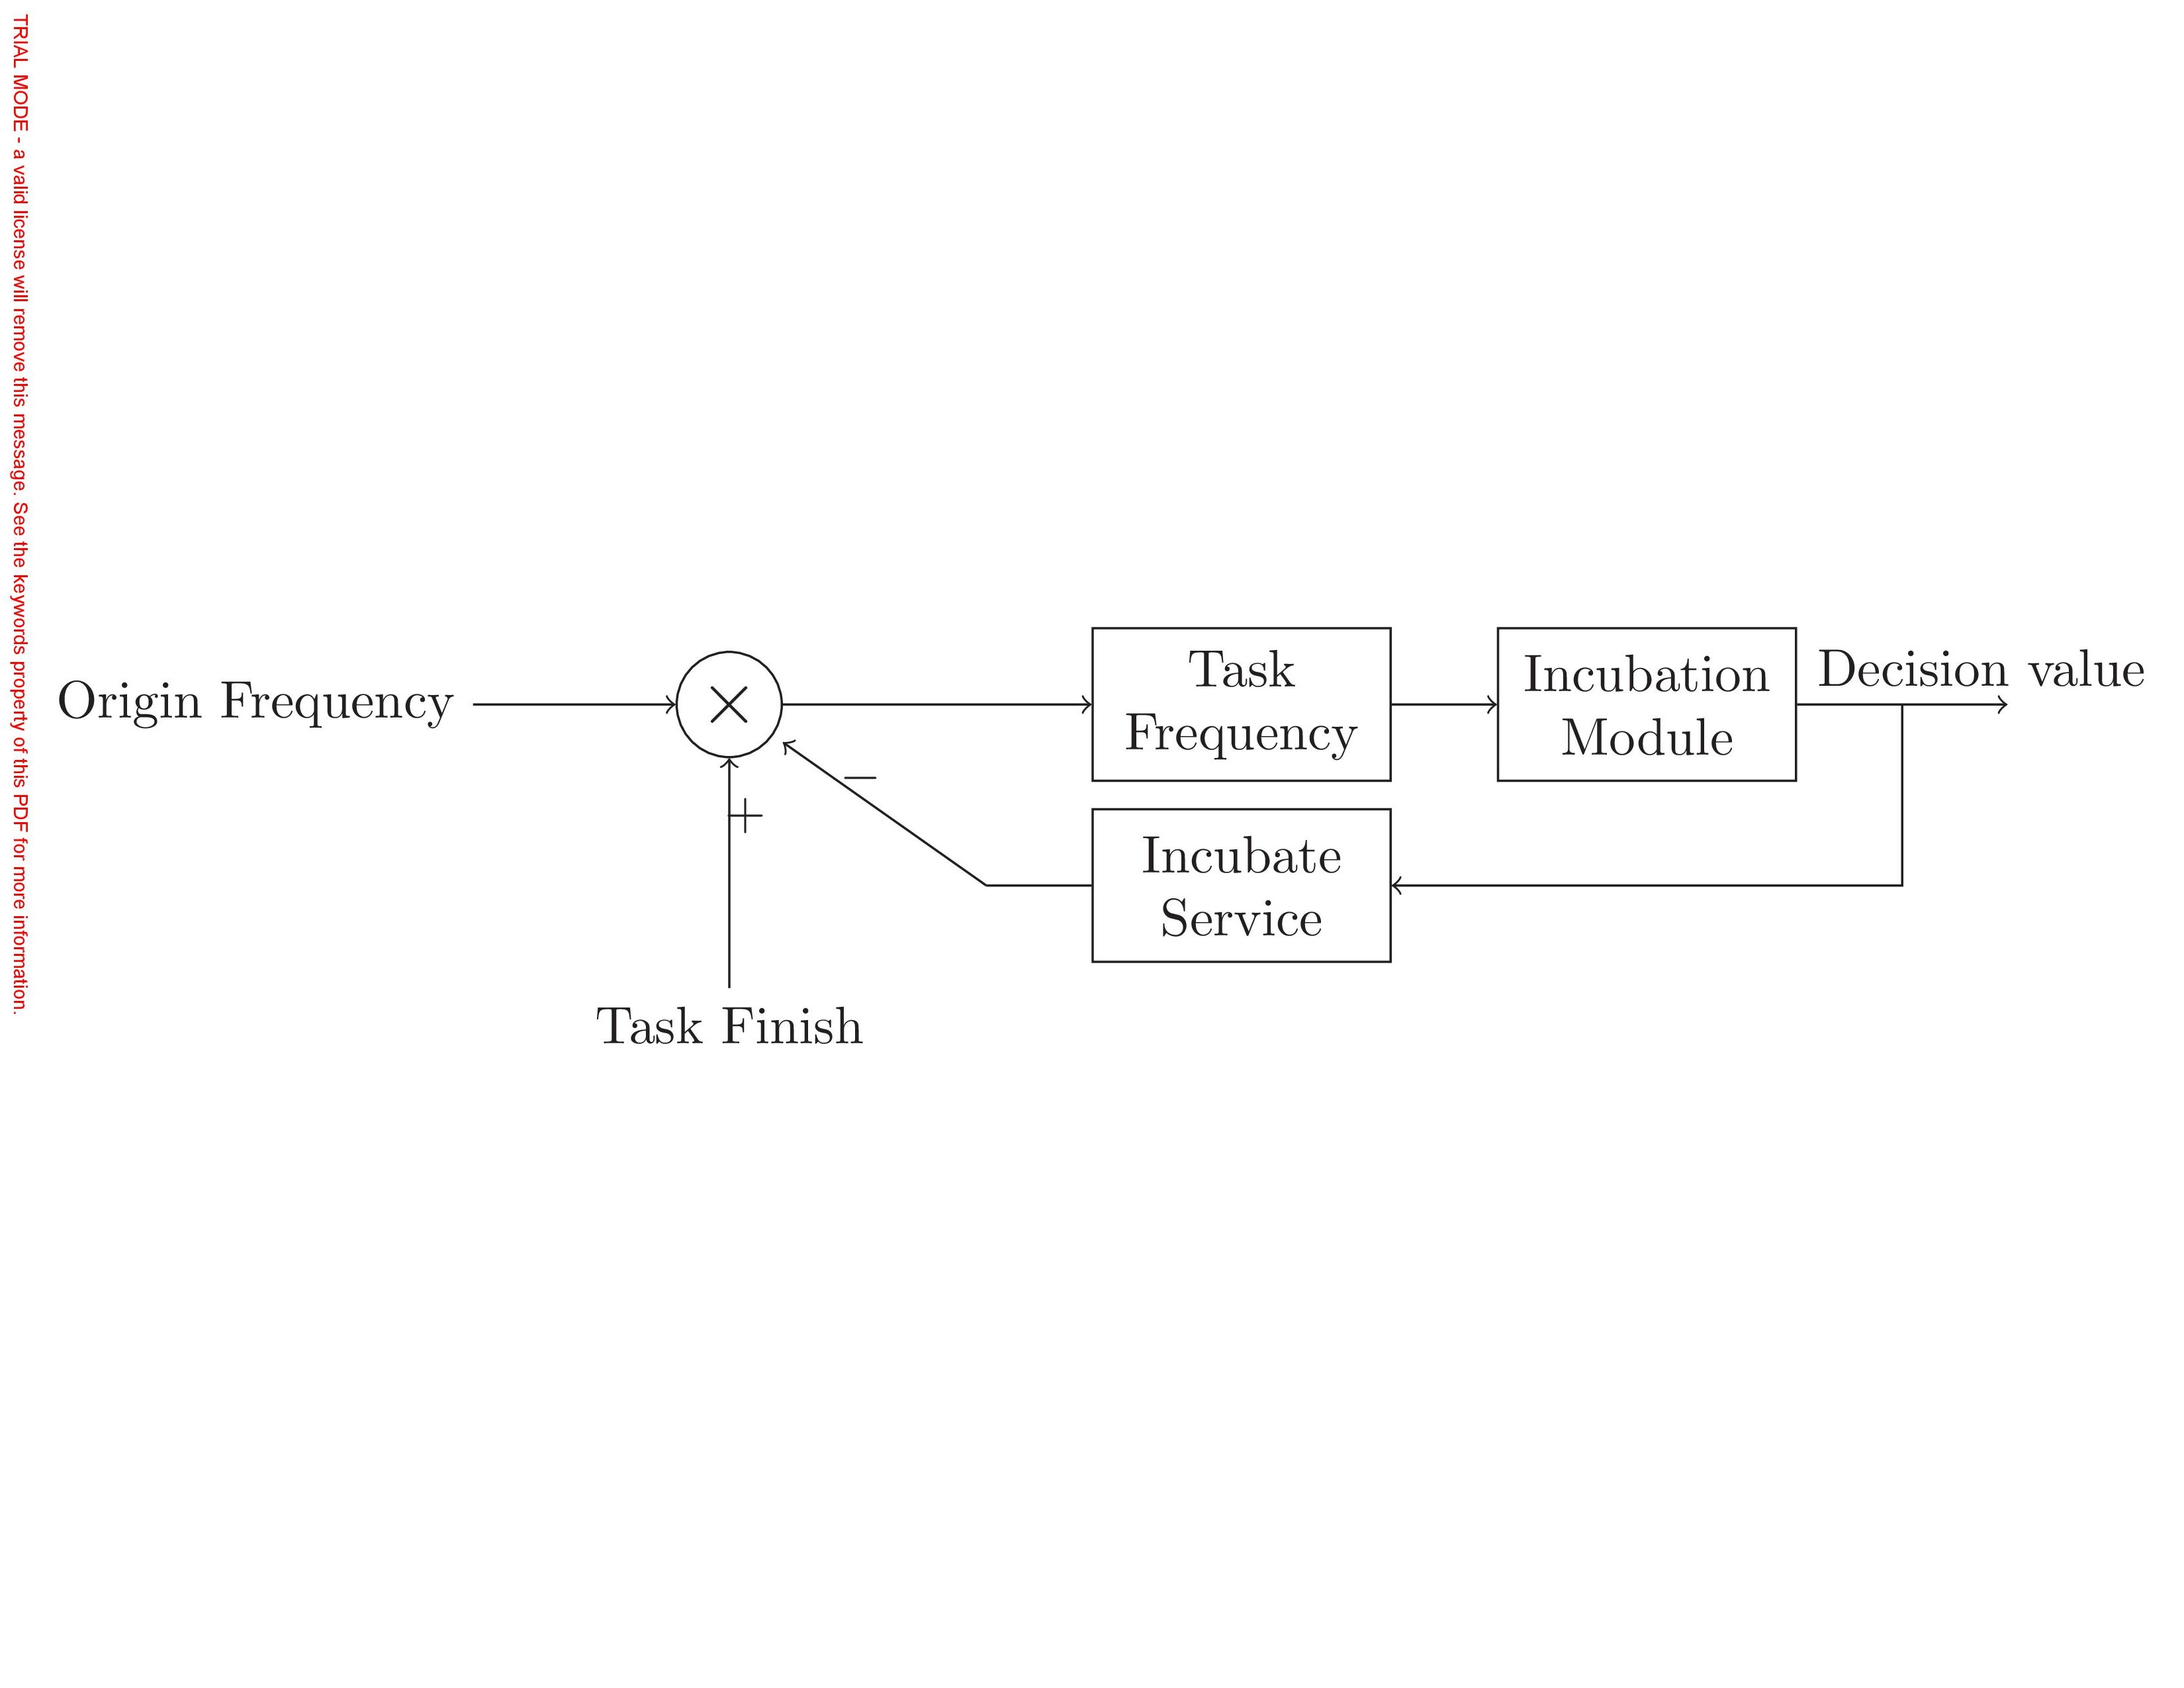 TRIAL MODE - a valid license will remove this message. See the keywords property of this PDF for more information.
Origin Frequency
×
Task
Frequency
Incubation
Module
Decision value
−
+
Incubate
Service
Task Finish